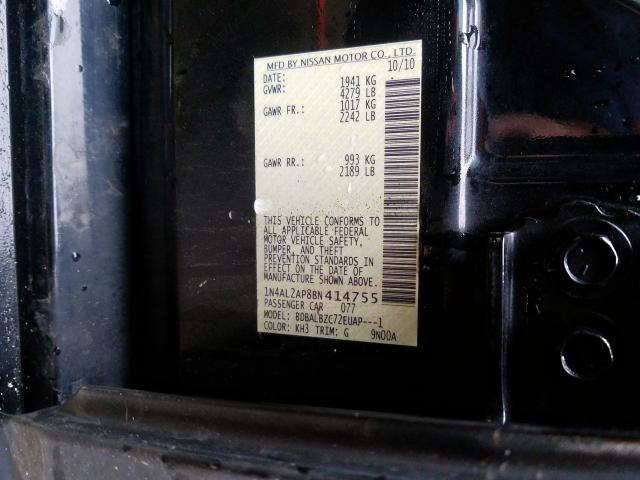 MFD BY NISSAN MOTOR CO., LTD.
DATE: 10/10
GVWR: 1941 KG
4279 LB
GAWR FR.: 1017 KG
2242 LB
GAWR RR.: 993 KG
2189 LB
THIS VEHICLE CONFORMS TO
ALL APPLICABLE FEDERAL
MOTOR VEHICLE SAFETY,
BUMPER, AND THEFT
PREVENTION STANDARDS IN
EFFECT ON THE DATE OF
MANUFACTURE SHOWN ABOVE.
1N4AL2AP8BN414755
PASSENGER CAR 077
MODEL: BDBALBZC72EUAP---1
COLOR: KH3 TRIM: G 9N00A